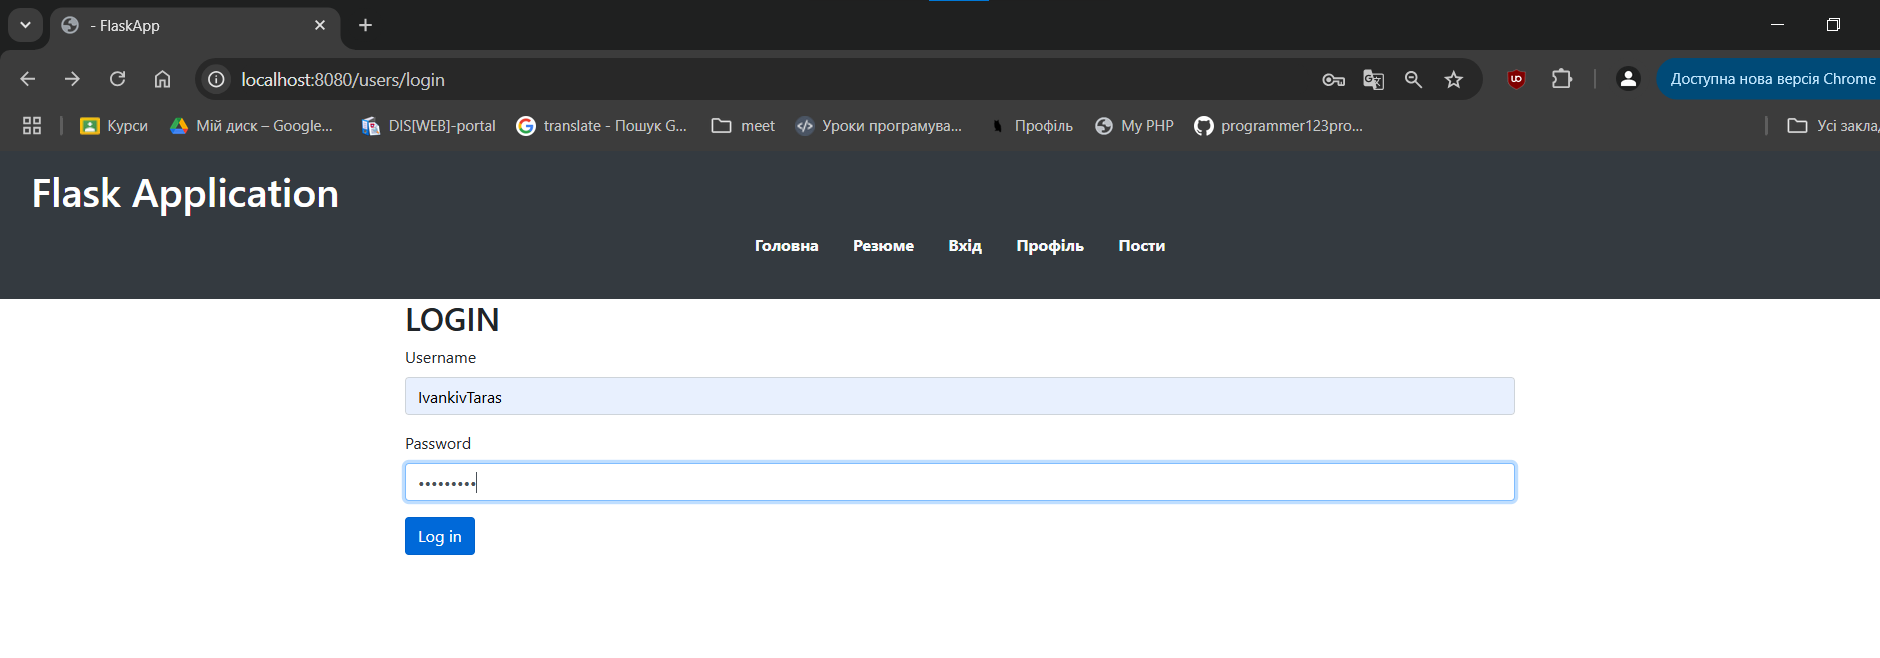 - FlaskApp
localhost:8080/users/login
Доступна нова версія Chrome
Курси Мій диск – Google... DIS[WEB]-portal translate - Пошук G... meet Уроки програмува... Профіль My PHP programmer123pro... Усі закла
Flask Application
Головна Резюме Вхід Профіль Пости
LOGIN
Username
IvankivTaras
Password
•••••••••
Log in